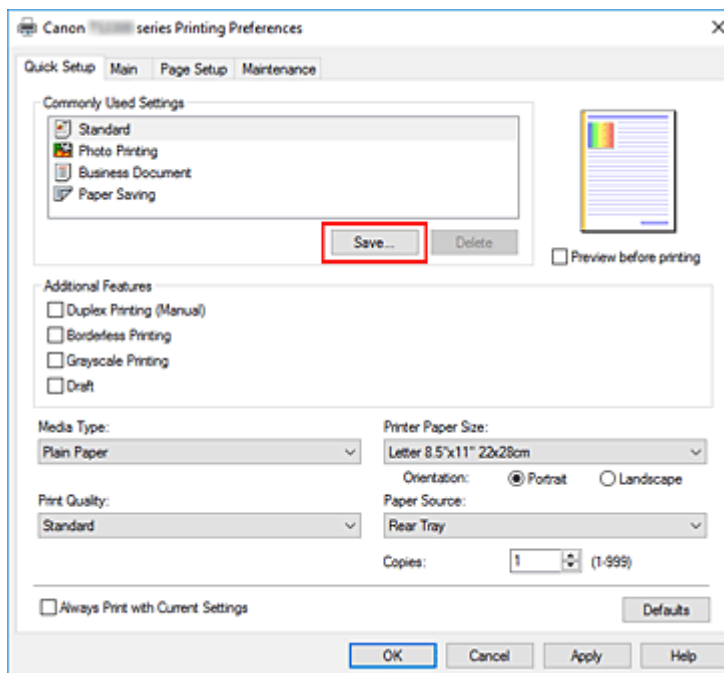 Canon series Printing Preferences
Quick Setup Main Page Setup Maintenance
Commonly Used Settings
Standard
Photo Printing
Business Document
Paper Saving
Save... Delete
Preview before printing
Additional Features
Duplex Printing (Manual)
Borderless Printing
Grayscale Printing
Draft
Media Type: Printer Paper Size:
Plain Paper Letter 8.5"x11" 22x28cm
Orientation: Portrait Landscape
Print Quality: Paper Source:
Standard Rear Tray
Copies: 1 (1-999)
Always Print with Current Settings Defaults
OK Cancel Apply Help